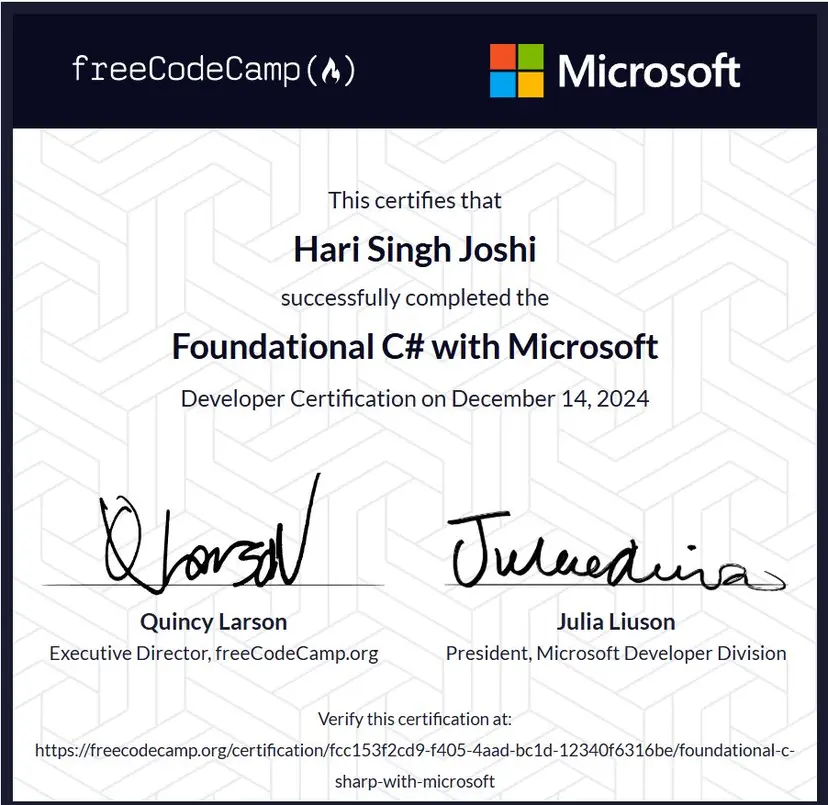 freeCodeCamp(🔥) Microsoft
This certifies that
Hari Singh Joshi
successfully completed the
Foundational C# with Microsoft
Developer Certification on December 14, 2024
QLarson
Quincy Larson
Executive Director, freeCodeCamp.org
Julia Liuson
President, Microsoft Developer Division
Verify this certification at:
https://freecodecamp.org/certification/fcc153f2cd9-f405-4aad-bc1d-12340f6316be/foundational-c-
sharp-with-microsoft